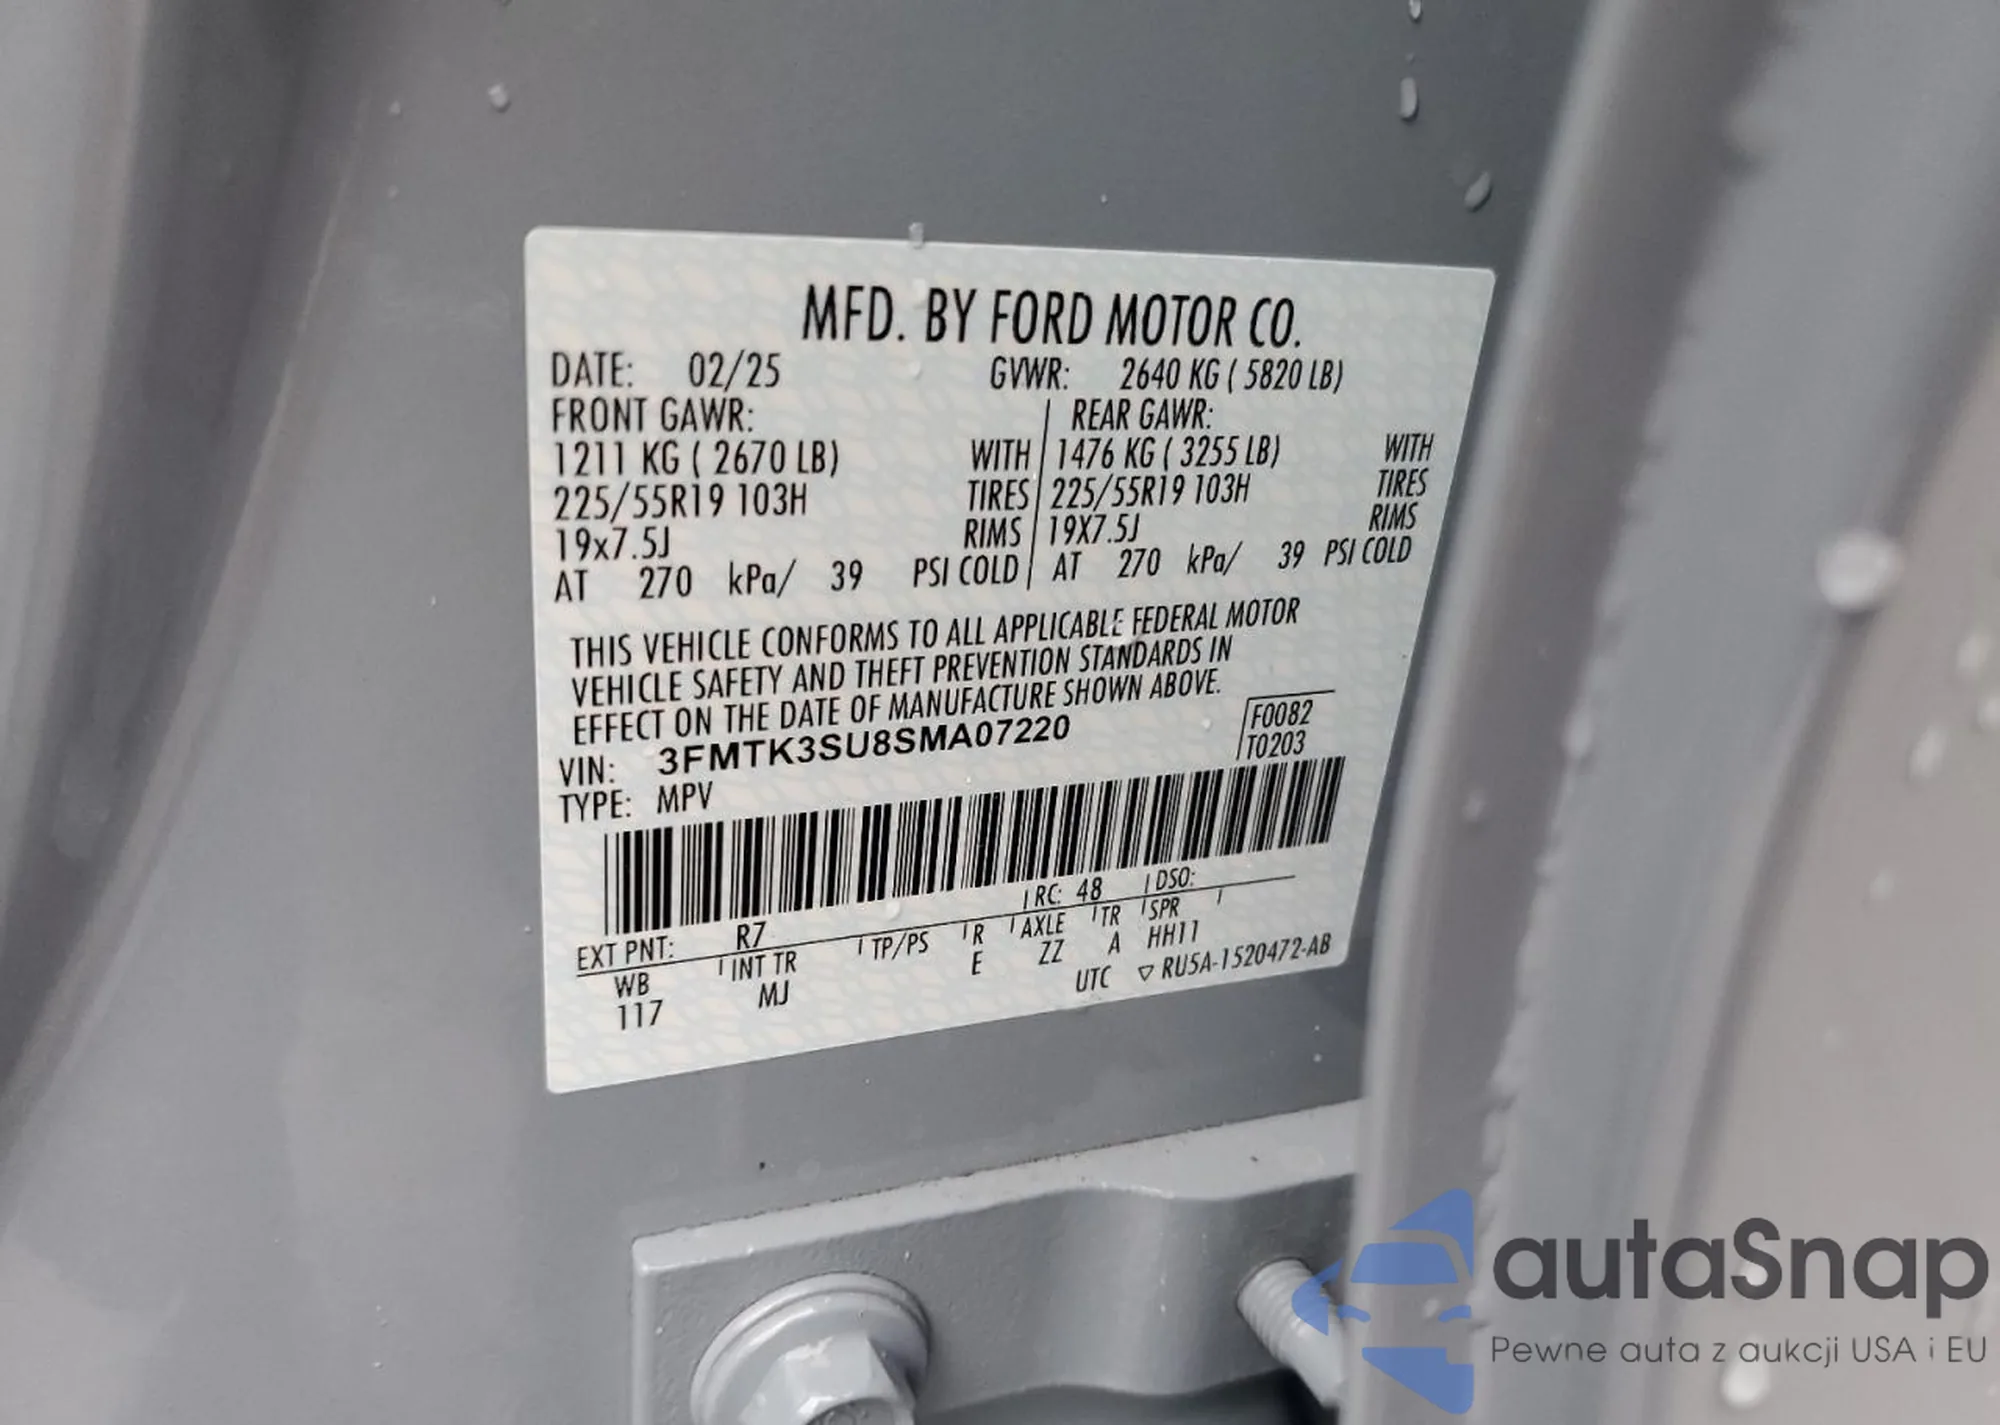 MFD. BY FORD MOTOR CO.
DATE: 02/25 GVWR: 2640 KG ( 5820 LB)
FRONT GAWR: REAR GAWR:
1211 KG ( 2670 LB) WITH 1476 KG ( 3255 LB) WITH
225/55R19 103H TIRES 225/55R19 103H TIRES
19x7.5J RIMS 19X7.5J RIMS
AT 270 kPa/ 39 PSI COLD AT 270 kPa/ 39 PSI COLD
THIS VEHICLE CONFORMS TO ALL APPLICABLE FEDERAL MOTOR
VEHICLE SAFETY AND THEFT PREVENTION STANDARDS IN
EFFECT ON THE DATE OF MANUFACTURE SHOWN ABOVE.
VIN: 3FMTK3SU8SMA07220 F0082
TYPE: MPV T0203
EXT PNT: R7 RC: 48 DSO:
WB INT TR TP/PS R AXLE TR SPR
117 MJ E ZZ A HH11
UTC ▽ RU5A-1520472-AB
autaSnap
Pewne auta z aukcji USA i EU